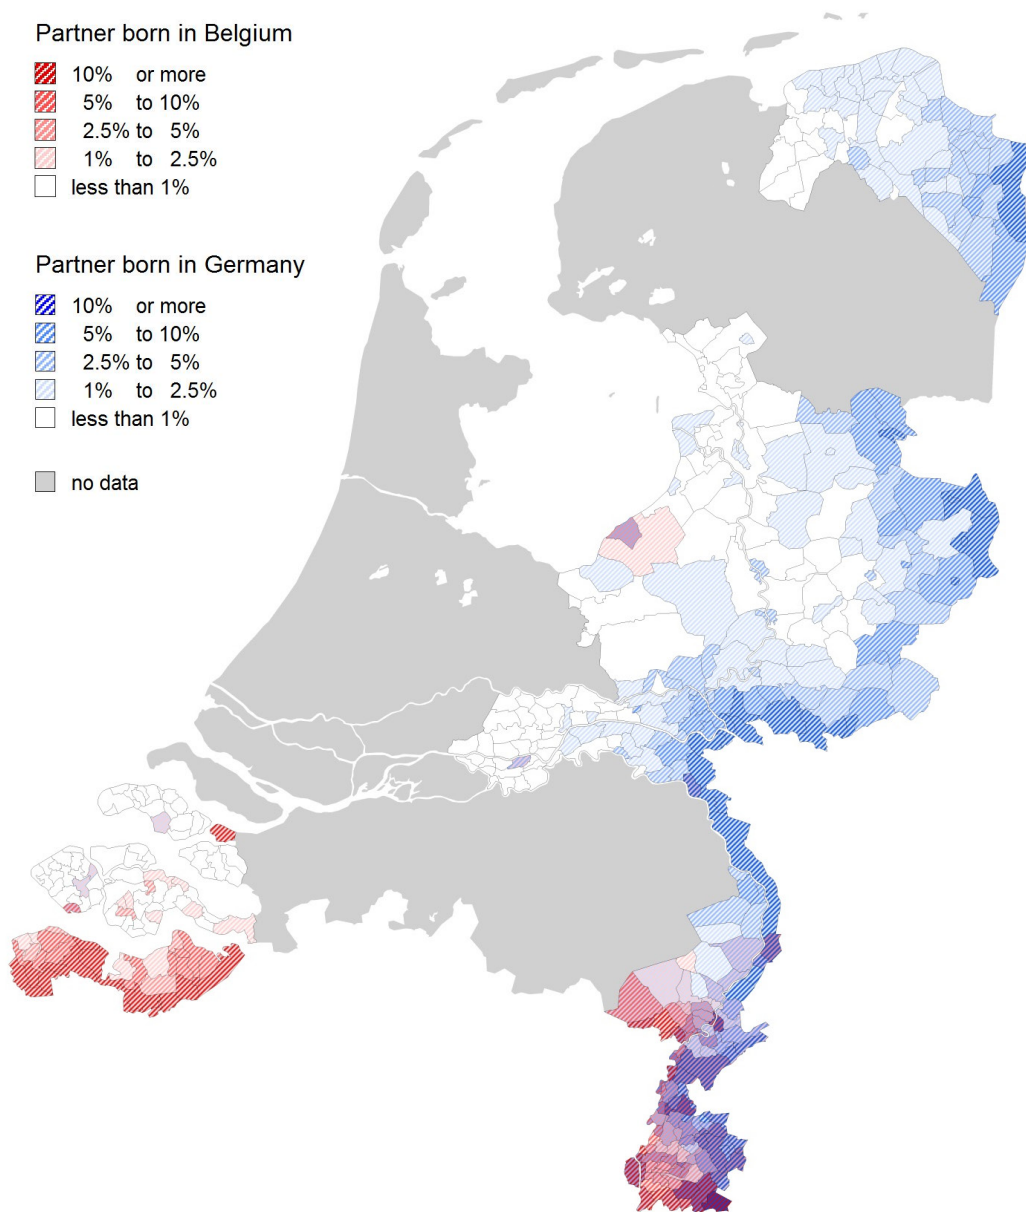 Partner born in Belgium
10% or more
5% to 10%
2.5% to 5%
1% to 2.5%
less than 1%
Partner born in Germany
10% or more
5% to 10%
2.5% to 5%
1% to 2.5%
less than 1%
no data